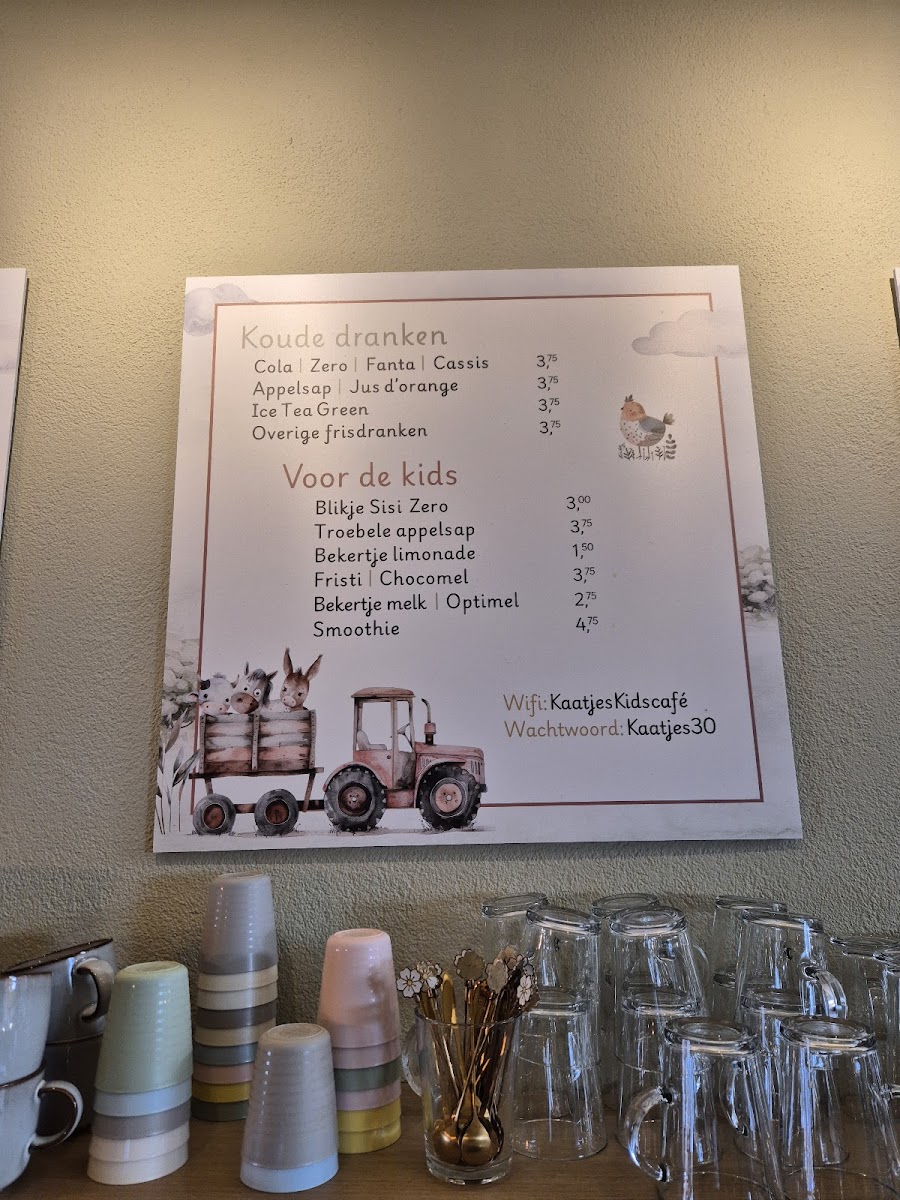 Koude dranken
Cola | Zero | Fanta | Cassis 3,75
Appelsap | Jus d'orange 3,75
Ice Tea Green 3,75
Overige frisdranken 3,75
Voor de kids
Blikje Sisi Zero 3,00
Troebele appelsap 3,75
Bekertje limonade 1,50
Fristi | Chocomel 3,75
Bekertje melk | Optimel 2,75
Smoothie 4,75
Wifi: KaatjesKidscafé
Wachtwoord: Kaatjes30